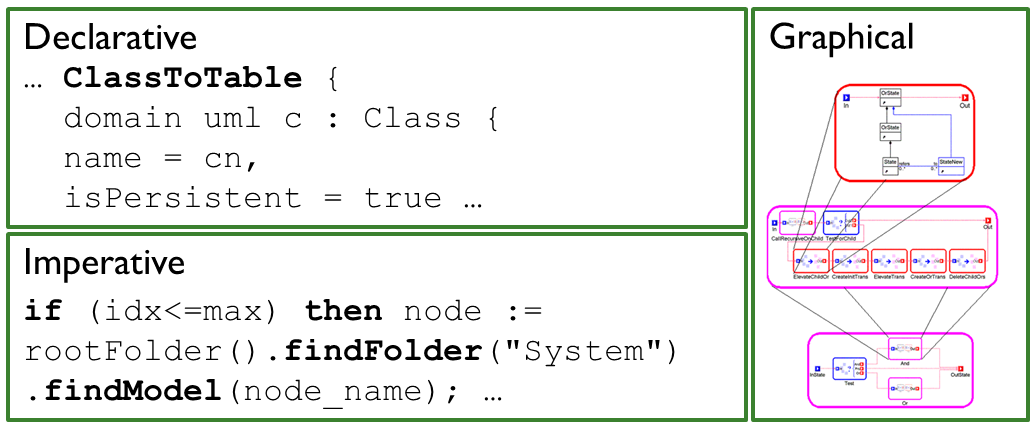 Declarative
… ClassToTable {
domain uml c : Class {
name = cn,
isPersistent = true …
Imperative
if (idx<=max) then node :=
rootFolder().findFolder("System")
.findModel(node_name); …
Graphical
OrState
In
Out
OrState
State
StateNew
In
Out
CallRecursiveOnChild
TestForChild
ElevateChildOr
CreateInitTrans
ElevateTrans
CreateOrTrans
DeleteChildOrs
And
InState
OutState
Test
Or